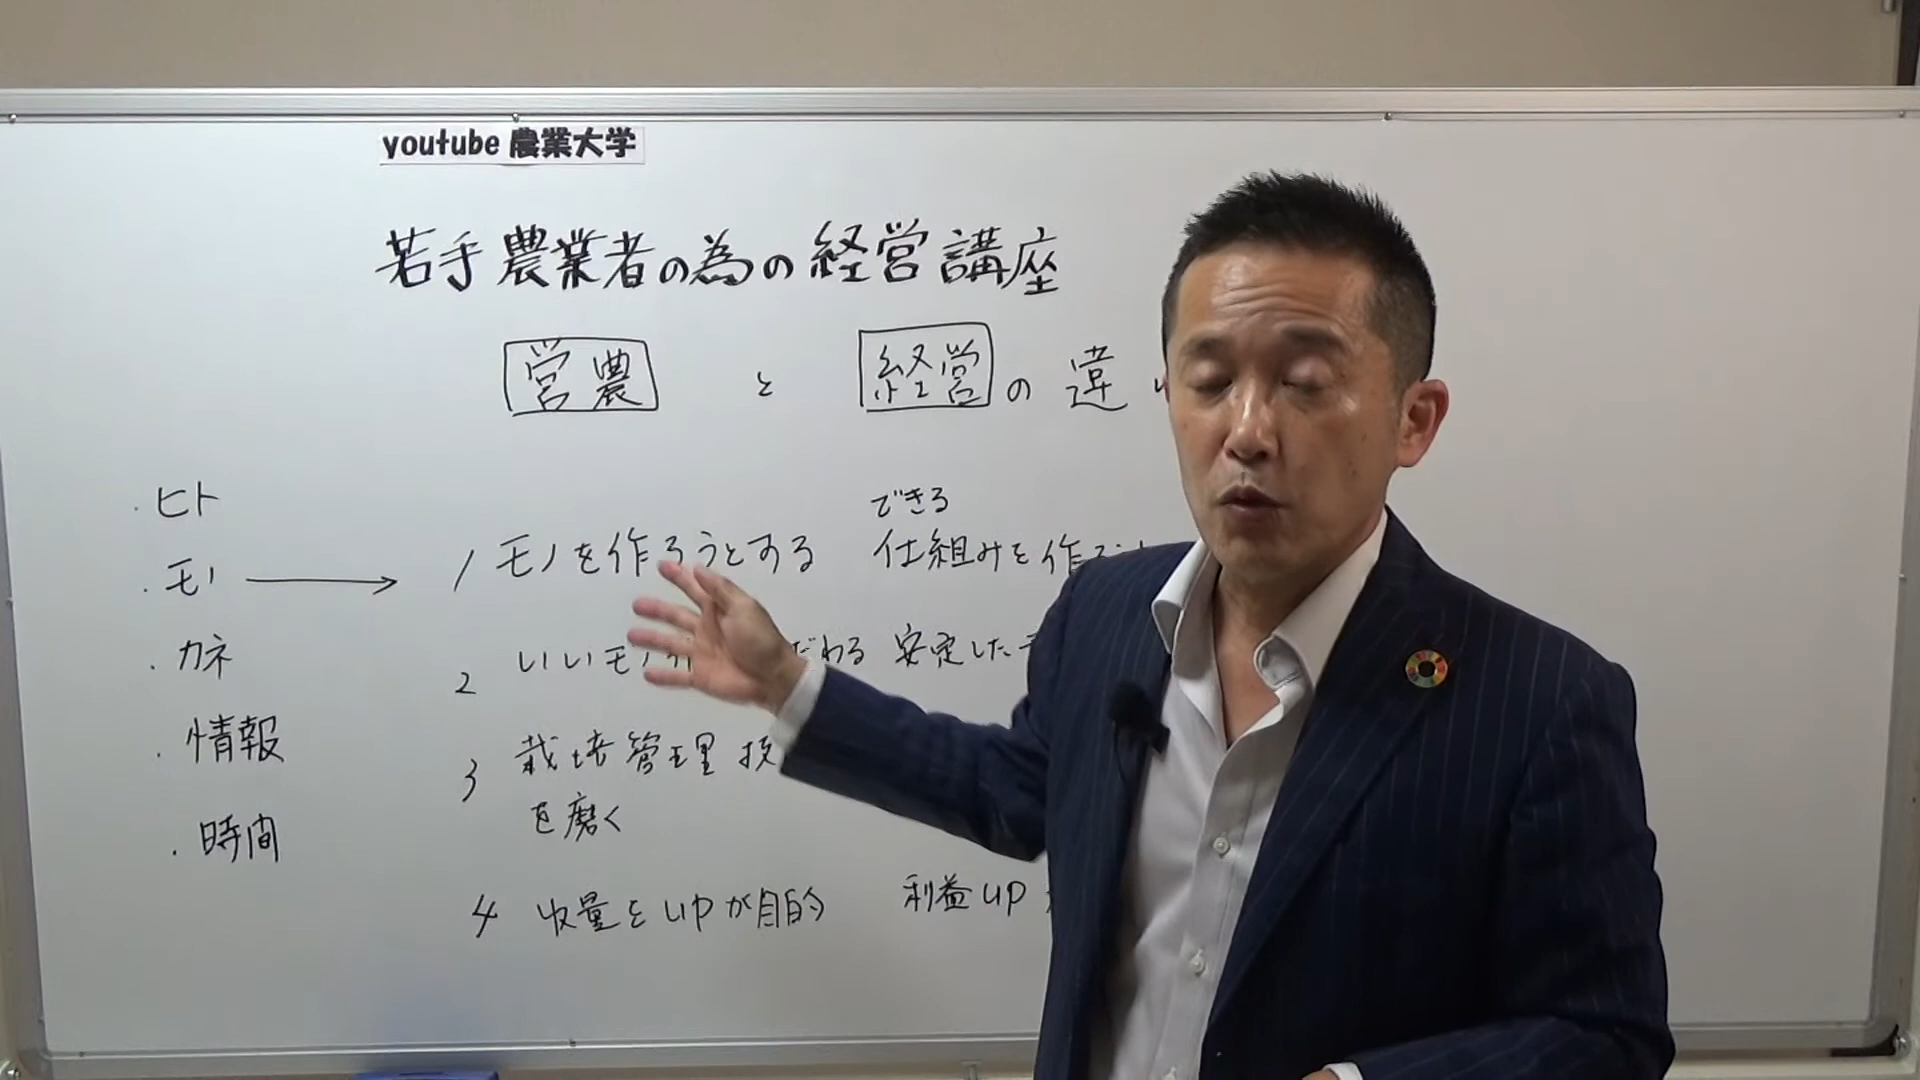 youtube 農業大学
若手農業者の為の経営講座
営農 と 経営 の 違
・ヒト
・モノ
・カネ
・情報
・時間
できる
1 モノを作ろうとする 仕組みを作ろ
2 いいモノ だわる 安定した
3 栽培管理 技
を磨く
4 収量をupが目的 利益up